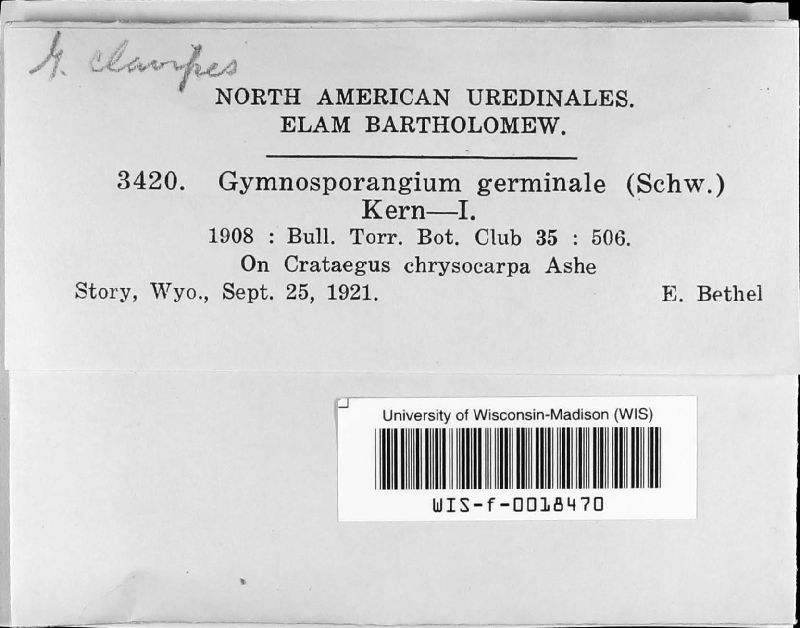 G. clavipes
NORTH AMERICAN UREDINALES.
ELAM BARTHOLOMEW.
3420. Gymnosporangium germinale (Schw.)
Kern—I.
1908 : Bull. Torr. Bot. Club 35 : 506.
On Crataegus chrysocarpa Ashe
Story, Wyo., Sept. 25, 1921. E. Bethel
University of Wisconsin-Madison (WIS)
WIS-f-0018470